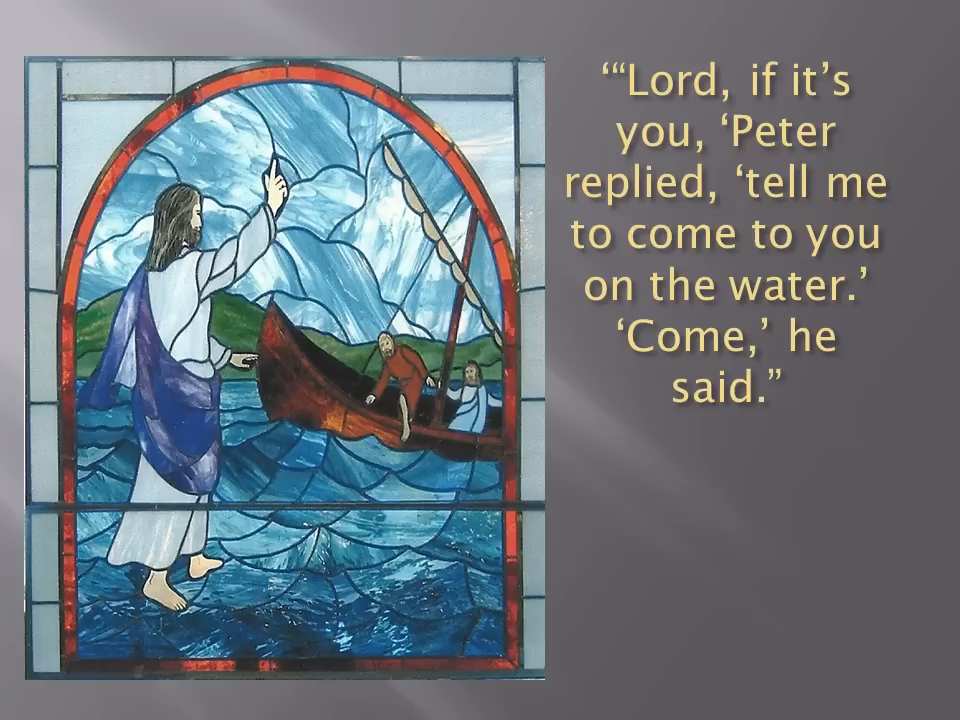 ‘“Lord, if it’s
you, ‘Peter
replied, ‘tell me
to come to you
on the water.’
‘Come,’ he
said.”